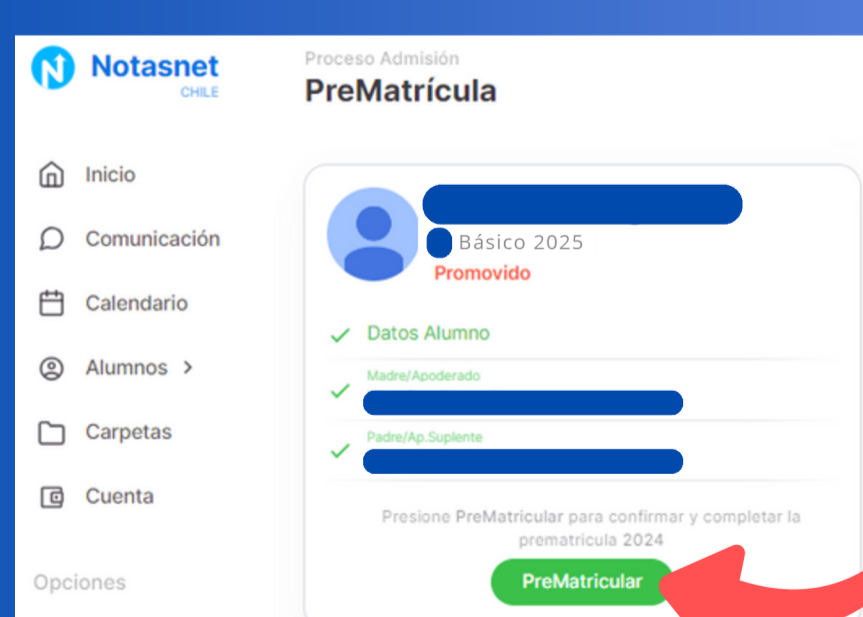 Notasnet
CHILE
Inicio
Comunicación
Calendario
Alumnos >
Carpetas
Cuenta
Opciones
Proceso Admisión
PreMatrícula
Básico 2025
Promovido
Datos Alumno
Madre/Apoderado
Padre/Ap.Suplente
Presione PreMatricular para confirmar y completar la
prematricula 2024
PreMatricular